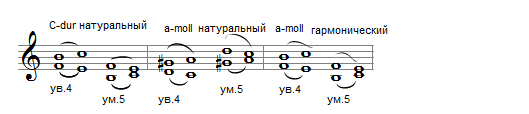 C-dur натуральный a-moll натуральный a-moll гармонический
ув.4 ум.5 ув.4 ум.5 ув.4 ум.5